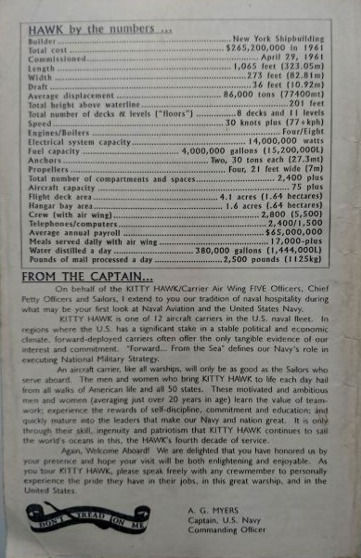 HAWK by the numbers ...
Builder ... New York Shipbuilding
Total cost ... $265,200,000 in 1961
Commissioned ... April 29, 1961
Length ... 1,065 feet (323.05m)
Width ... 273 feet (82.81m)
Draft ... 36 feet (10.92m)
Average displacement ... 86,000 tons (77400mt)
Total height above waterline ... 201 feet
Total number of decks & levels ("floors") ... 8 decks and 11 levels
Speed ... 30 knots plus (77+kph)
Engines/Boilers ... Four/Eight
Electrical system capacity ... 14,000,000 watts
Fuel capacity ... 4,000,000 gallons (15,200,000L)
Anchors ... Two, 30 tons each (27.3mt)
Propellers ... Four, 21 feet wide (7m)
Total number of compartments and spaces ... 2,400 plus
Aircraft capacity ... 75 plus
Flight deck area ... 4.1 acres (1.64 hectares)
Hangar bay area ... 1.6 acres (.64 hectares)
Crew (with air wing) ... 2,800 (5,500)
Telephones/computers ... 2,400/1,500
Average annual payroll ... $65,000,000
Meals served daily with air wing ... 17,000-plus
Water distilled a day ... 380,000 gallons (1,444,000L)
Pounds of mail processed a day ... 2,500 pounds (1125kg)
FROM THE CAPTAIN...
On behalf of the KITTY HAWK/Carrier Air Wing FIVE Officers, Chief
Petty Officers and Sailors, I extend to you our tradition of naval hospitality during
what may be your first look at Naval Aviation and the United States Navy.
KITTY HAWK is one of 12 aircraft carriers in the U.S. naval fleet. In
regions where the U.S. has a significant stake in a stable political and economic
climate, forward-deployed carriers often offer the only tangible evidence of our
interest and commitment. "Forward... From the Sea" defines our Navy's role in
executing National Military Strategy.
An aircraft carrier, like all warships, will only be as good as the Sailors who
serve aboard. The men and women who bring KITTY HAWK to life each day hail
from all walks of American life and all 50 states. These motivated and ambitious
men and women (averaging just over 20 years in age) learn the value of team-
work; experience the rewards of self-discipline, commitment and education; and
quickly mature into the leaders that make our Navy and nation great. It is only
through their skill, ingenuity and patriotism that KITTY HAWK continues to sail
the world's oceans in this, the HAWK's fourth decade of service.
Again, Welcome Aboard! We are delighted that you have honored us by
your presence and hope your visit will be both enlightening and enjoyable. As
you tour KITTY HAWK, please speak freely with any crewmember to personally
experience the pride they have in their jobs, in this great warship, and in the
United States.
DON'T TREAD ON ME
A. G. MYERS
Captain, U.S. Navy
Commanding Officer